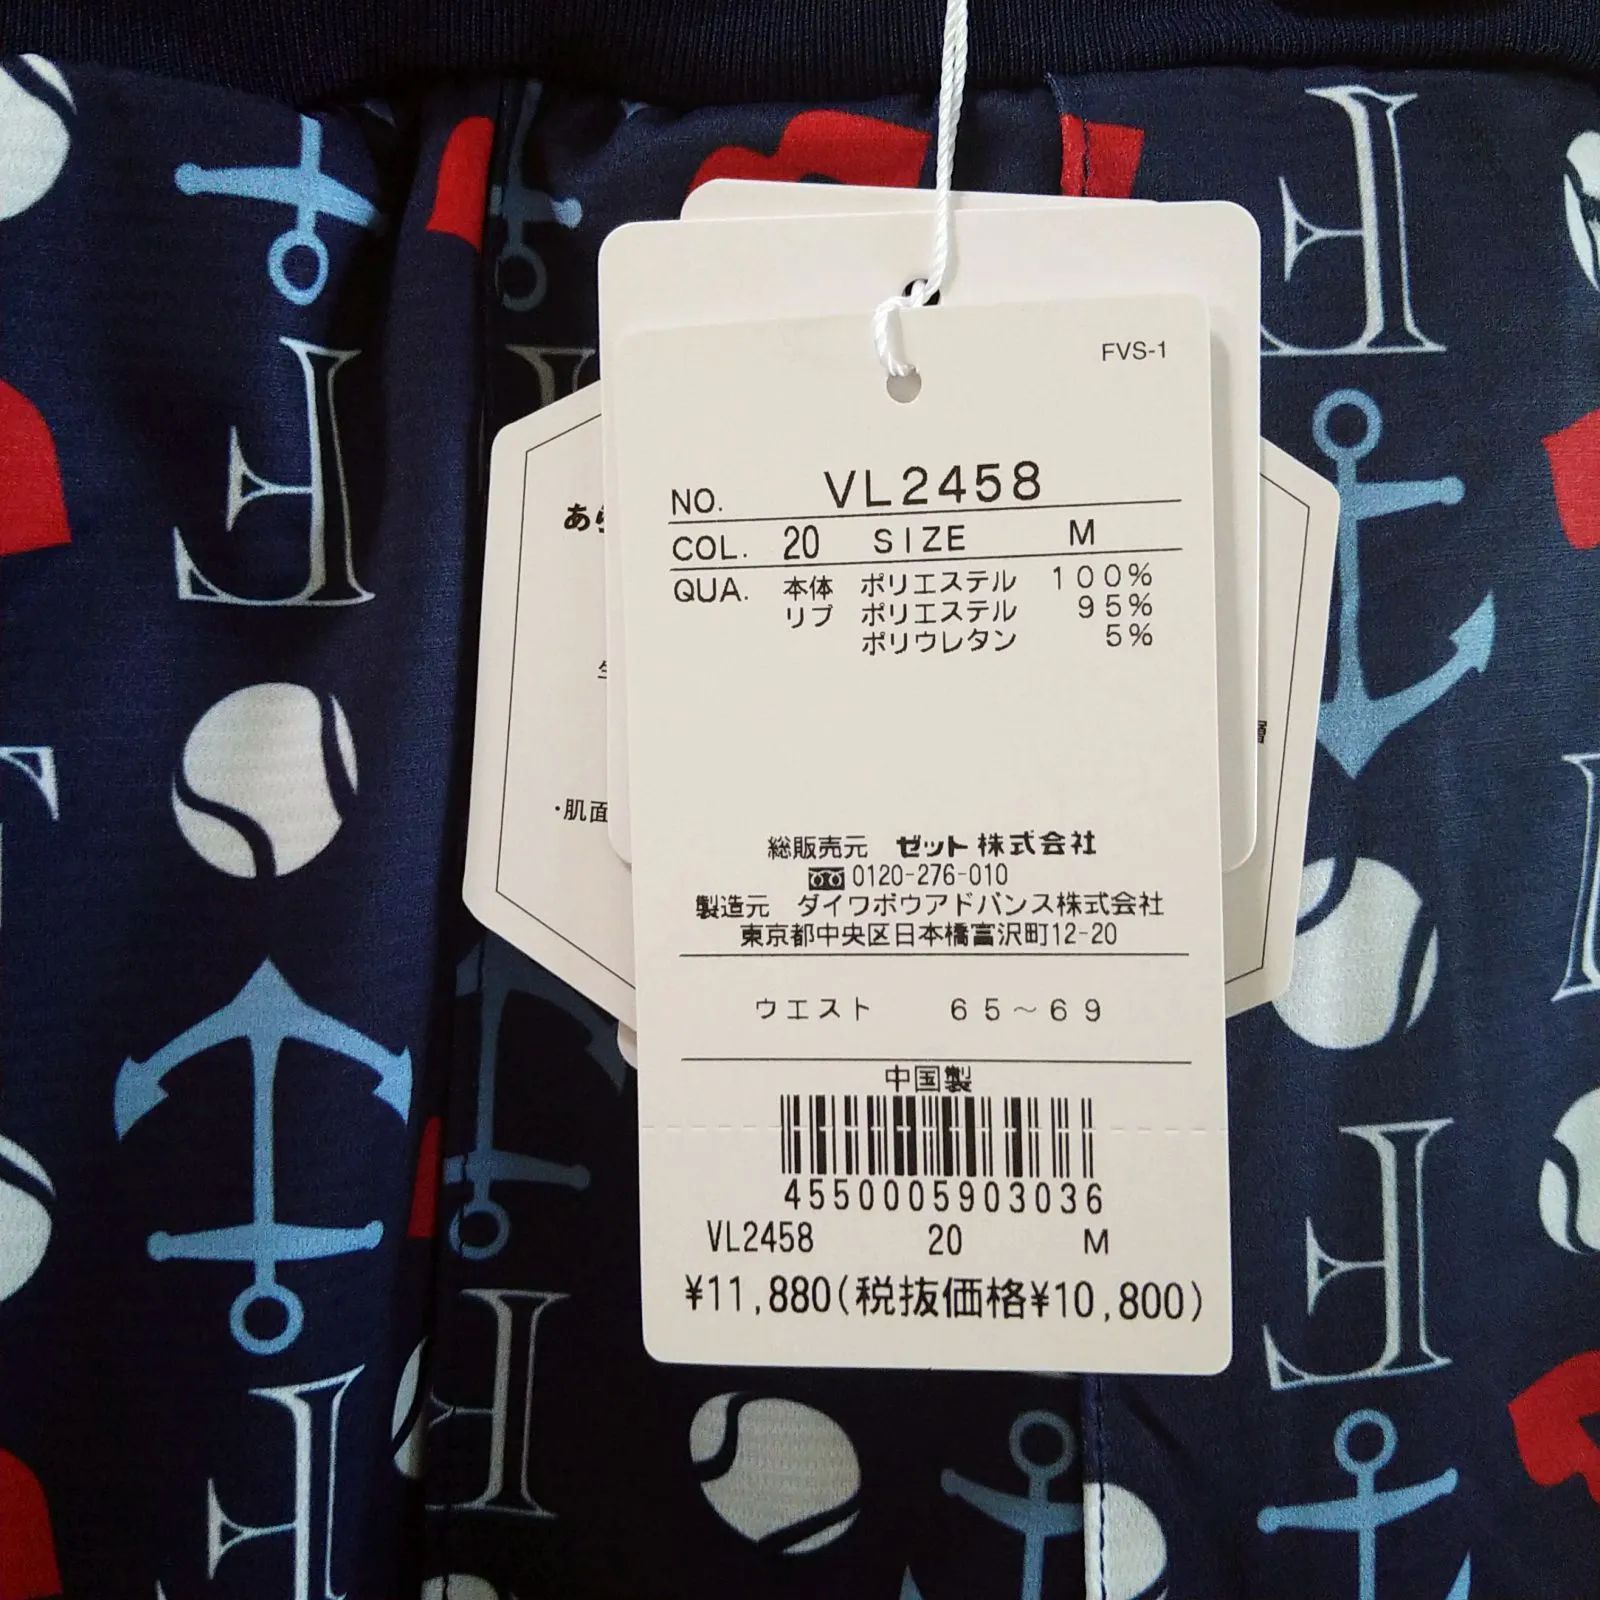 FVS-1
NO. VL2458
COL. 20 SIZE M
QUA. 本体 ポリエステル 100%
リブ ポリエステル 95%
ポリウレタン 5%
総販売元 ゼット株式会社
0120-276-010
製造元 ダイワボウアドバンス株式会社
東京都中央区日本橋富沢町12-20
ウエスト 65～69
中国製
4550005903036
VL2458 20 M
¥11,880(税抜価格¥10,800)
・肌面